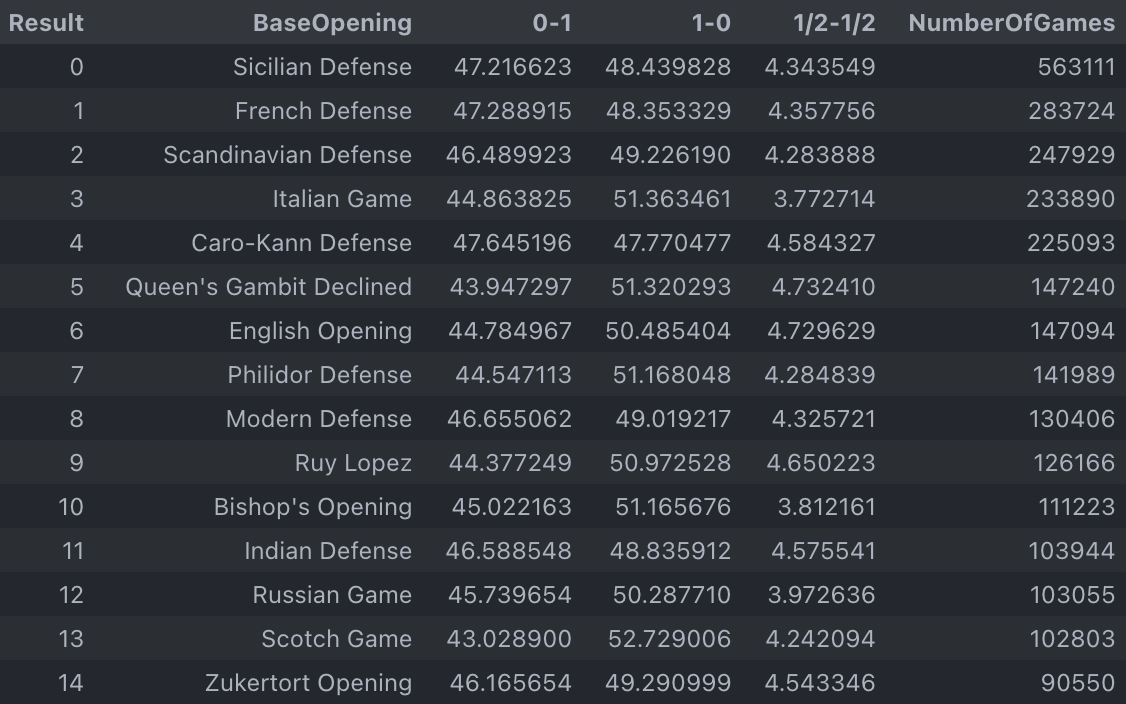 Result BaseOpening 0-1 1-0 1/2-1/2 NumberOfGames
0 Sicilian Defense 47.216623 48.439828 4.343549 563111
1 French Defense 47.288915 48.353329 4.357756 283724
2 Scandinavian Defense 46.489923 49.226190 4.283888 247929
3 Italian Game 44.863825 51.363461 3.772714 233890
4 Caro-Kann Defense 47.645196 47.770477 4.584327 225093
5 Queen's Gambit Declined 43.947297 51.320293 4.732410 147240
6 English Opening 44.784967 50.485404 4.729629 147094
7 Philidor Defense 44.547113 51.168048 4.284839 141989
8 Modern Defense 46.655062 49.019217 4.325721 130406
9 Ruy Lopez 44.377249 50.972528 4.650223 126166
10 Bishop's Opening 45.022163 51.165676 3.812161 111223
11 Indian Defense 46.588548 48.835912 4.575541 103944
12 Russian Game 45.739654 50.287710 3.972636 103055
13 Scotch Game 43.028900 52.729006 4.242094 102803
14 Zukertort Opening 46.165654 49.290999 4.543346 90550